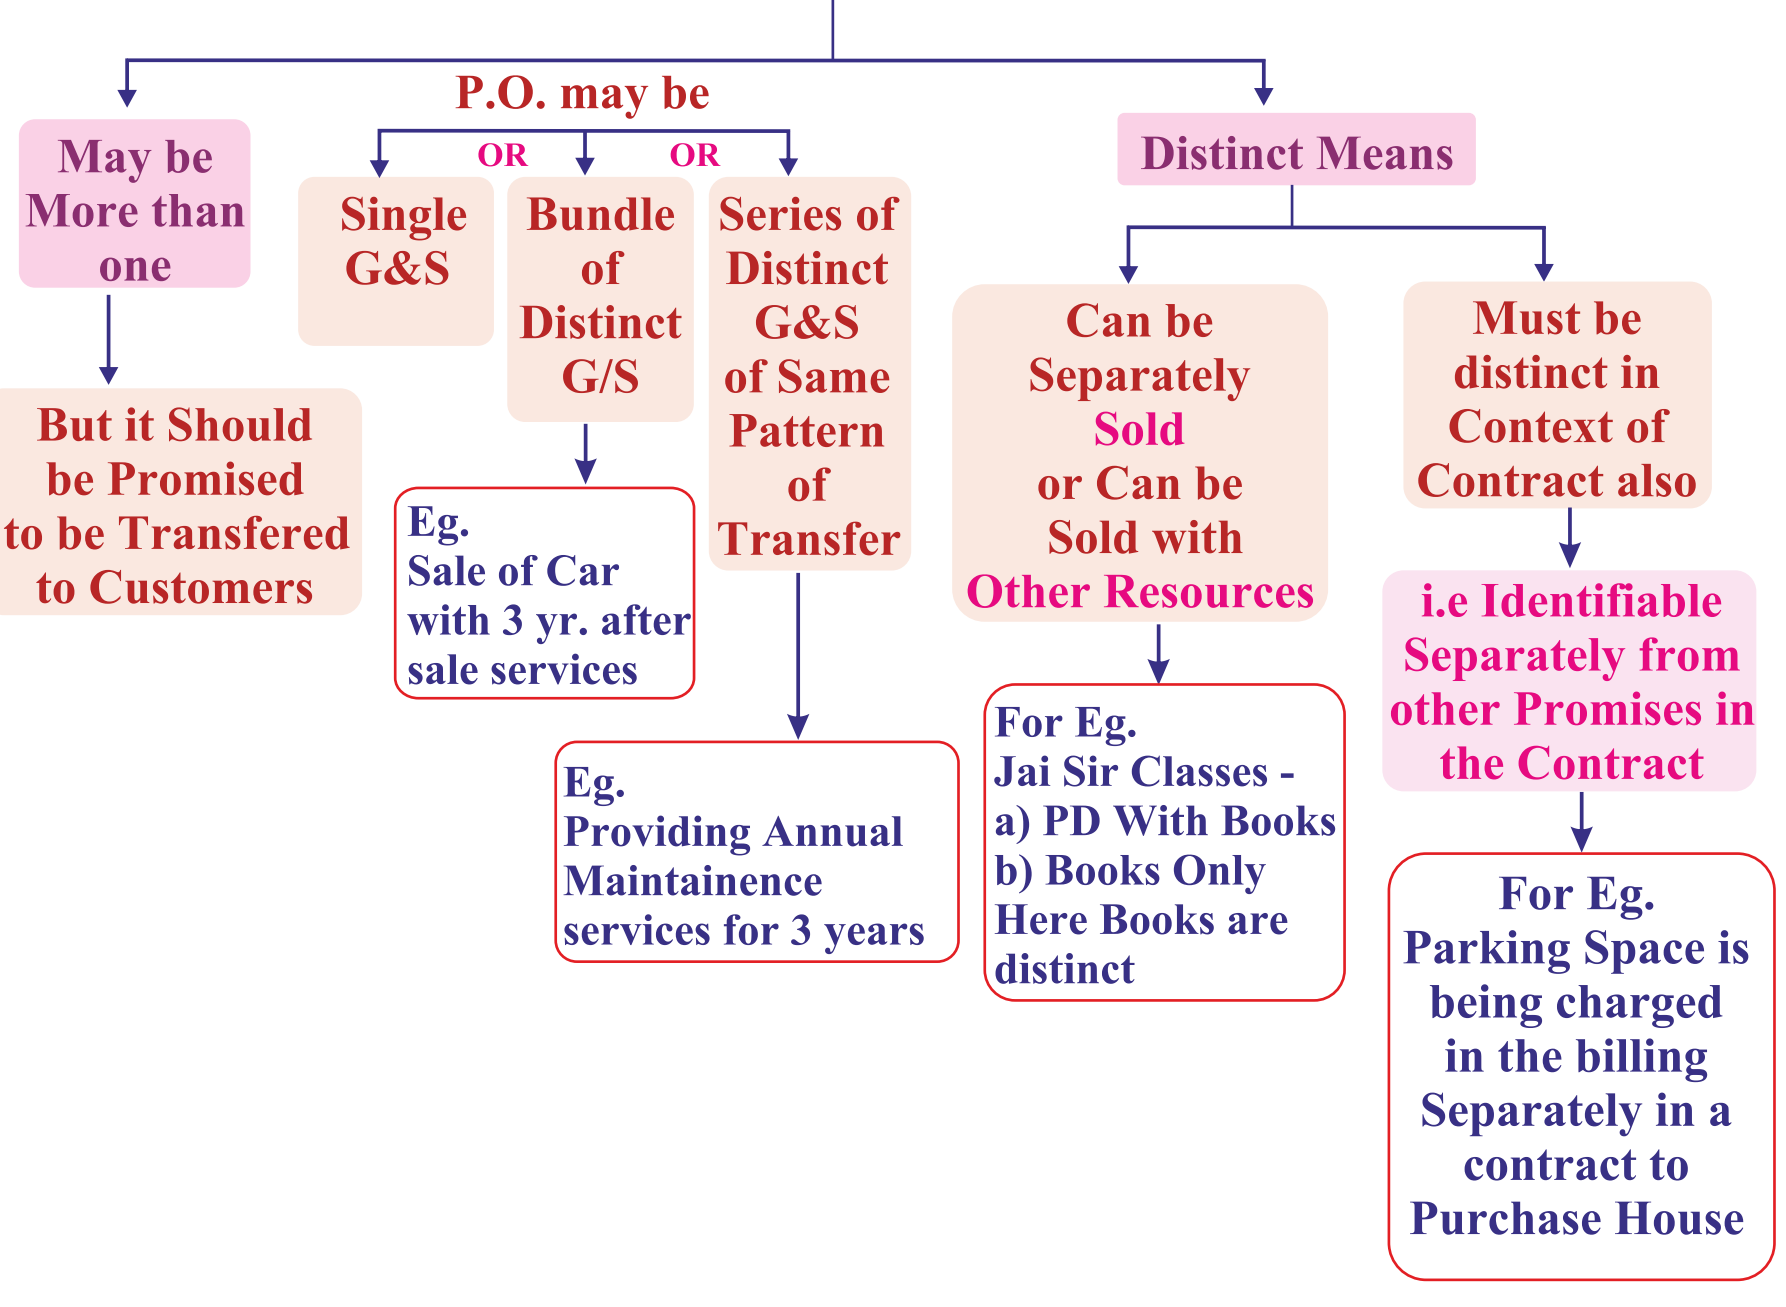 P.O. may be
May be
More than
one
But it Should
be Promised
to be Transfered
to Customers
OR
OR
Single
G&S
Bundle
of
Distinct
G/S
Eg.
Sale of Car
with 3 yr. after
sale services
Series of
Distinct
G&S
of Same
Pattern
of
Transfer
Eg.
Providing Annual
Maintainence
services for 3 years
Distinct Means
Can be
Separately
Sold
or Can be
Sold with
Other Resources
For Eg.
Jai Sir Classes -
a) PD With Books
b) Books Only
Here Books are
distinct
Must be
distinct in
Context of
Contract also
i.e Identifiable
Separately from
other Promises in
the Contract
For Eg.
Parking Space is
being charged
in the billing
Separately in a
contract to
Purchase House